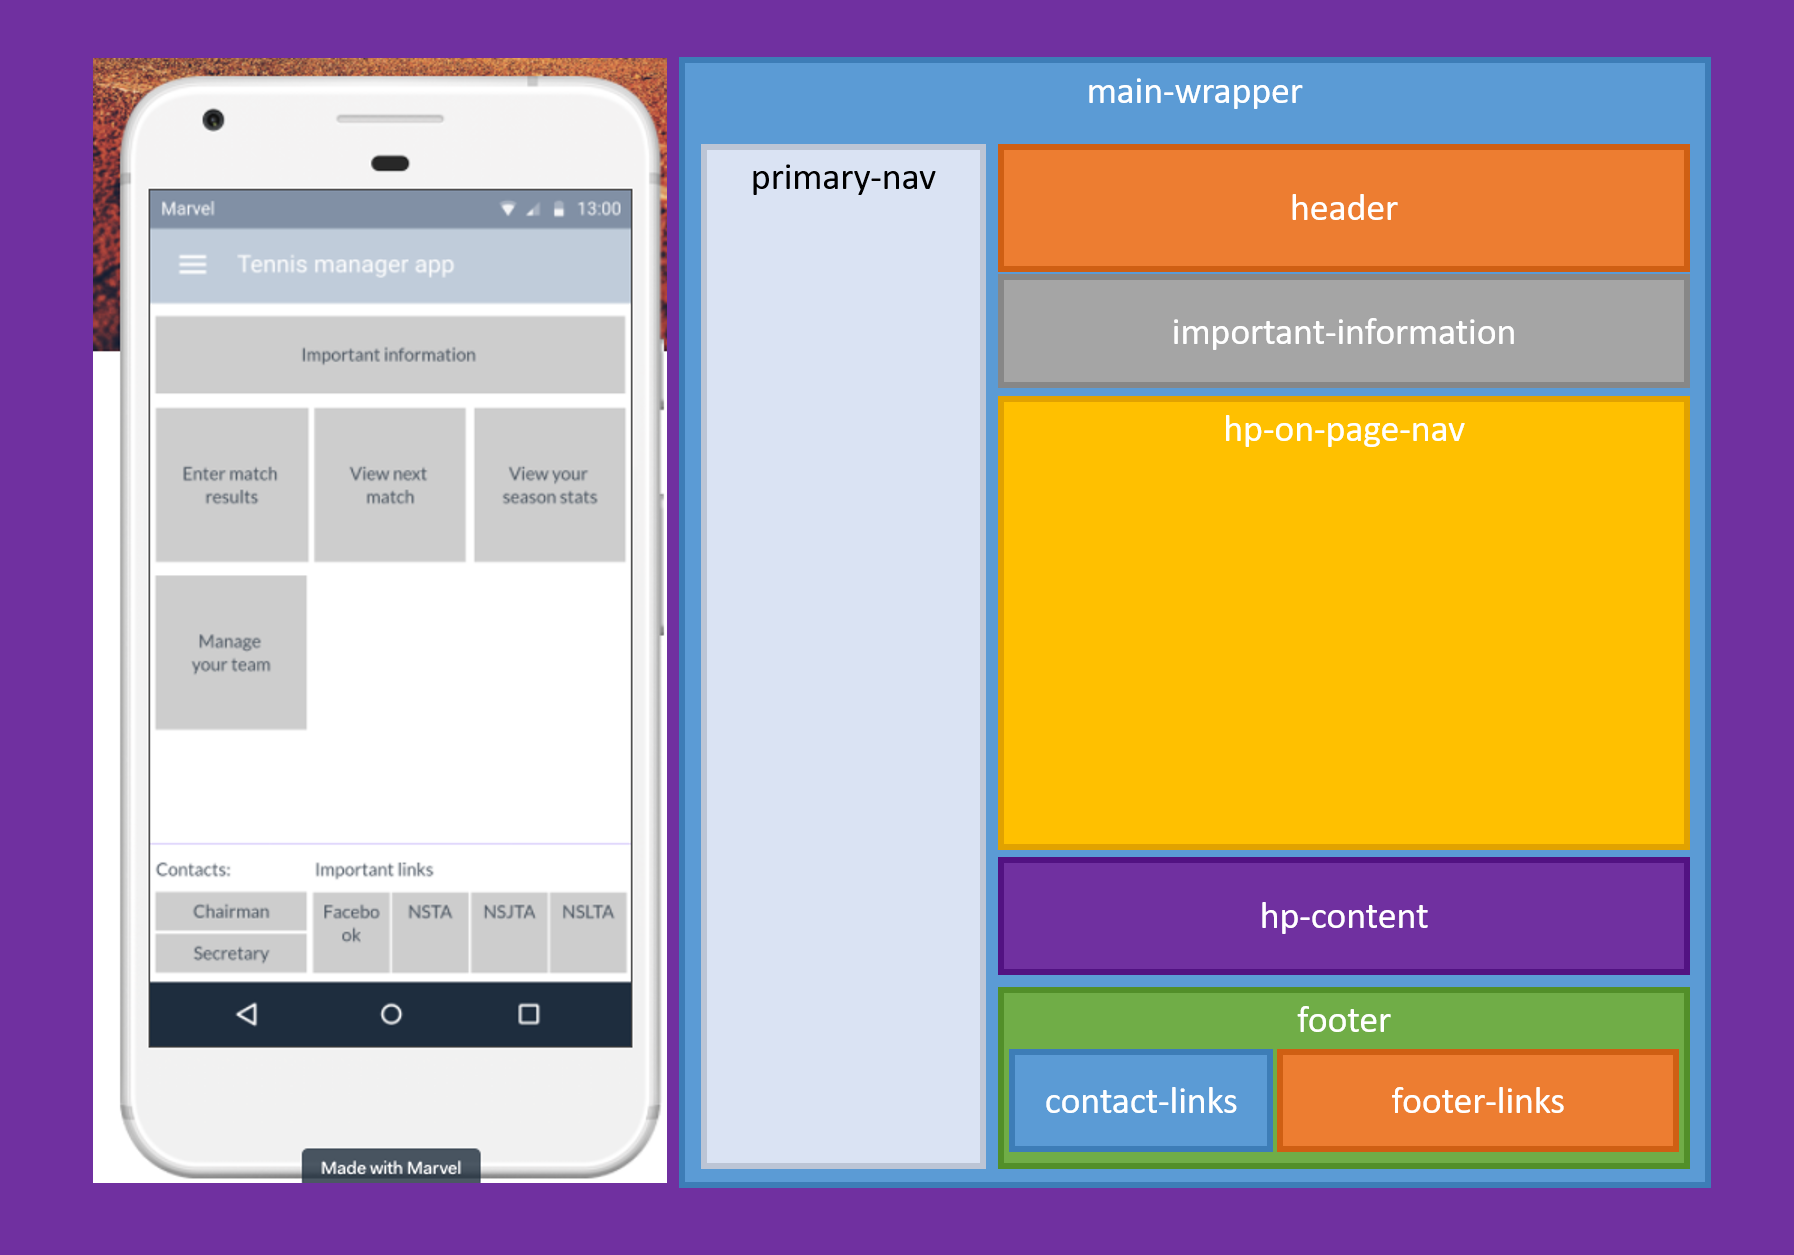 Marvel
13:00
Tennis manager app
Important information
Enter match
results
View next
match
View your
season stats
Manage
your team
Contacts:
Important links
Chairman
Secretary
Facebo
ok
NSTA
NSJTA
NSLTA
Made with Marvel
main-wrapper
primary-nav
header
important-information
hp-on-page-nav
hp-content
footer
contact-links
footer-links